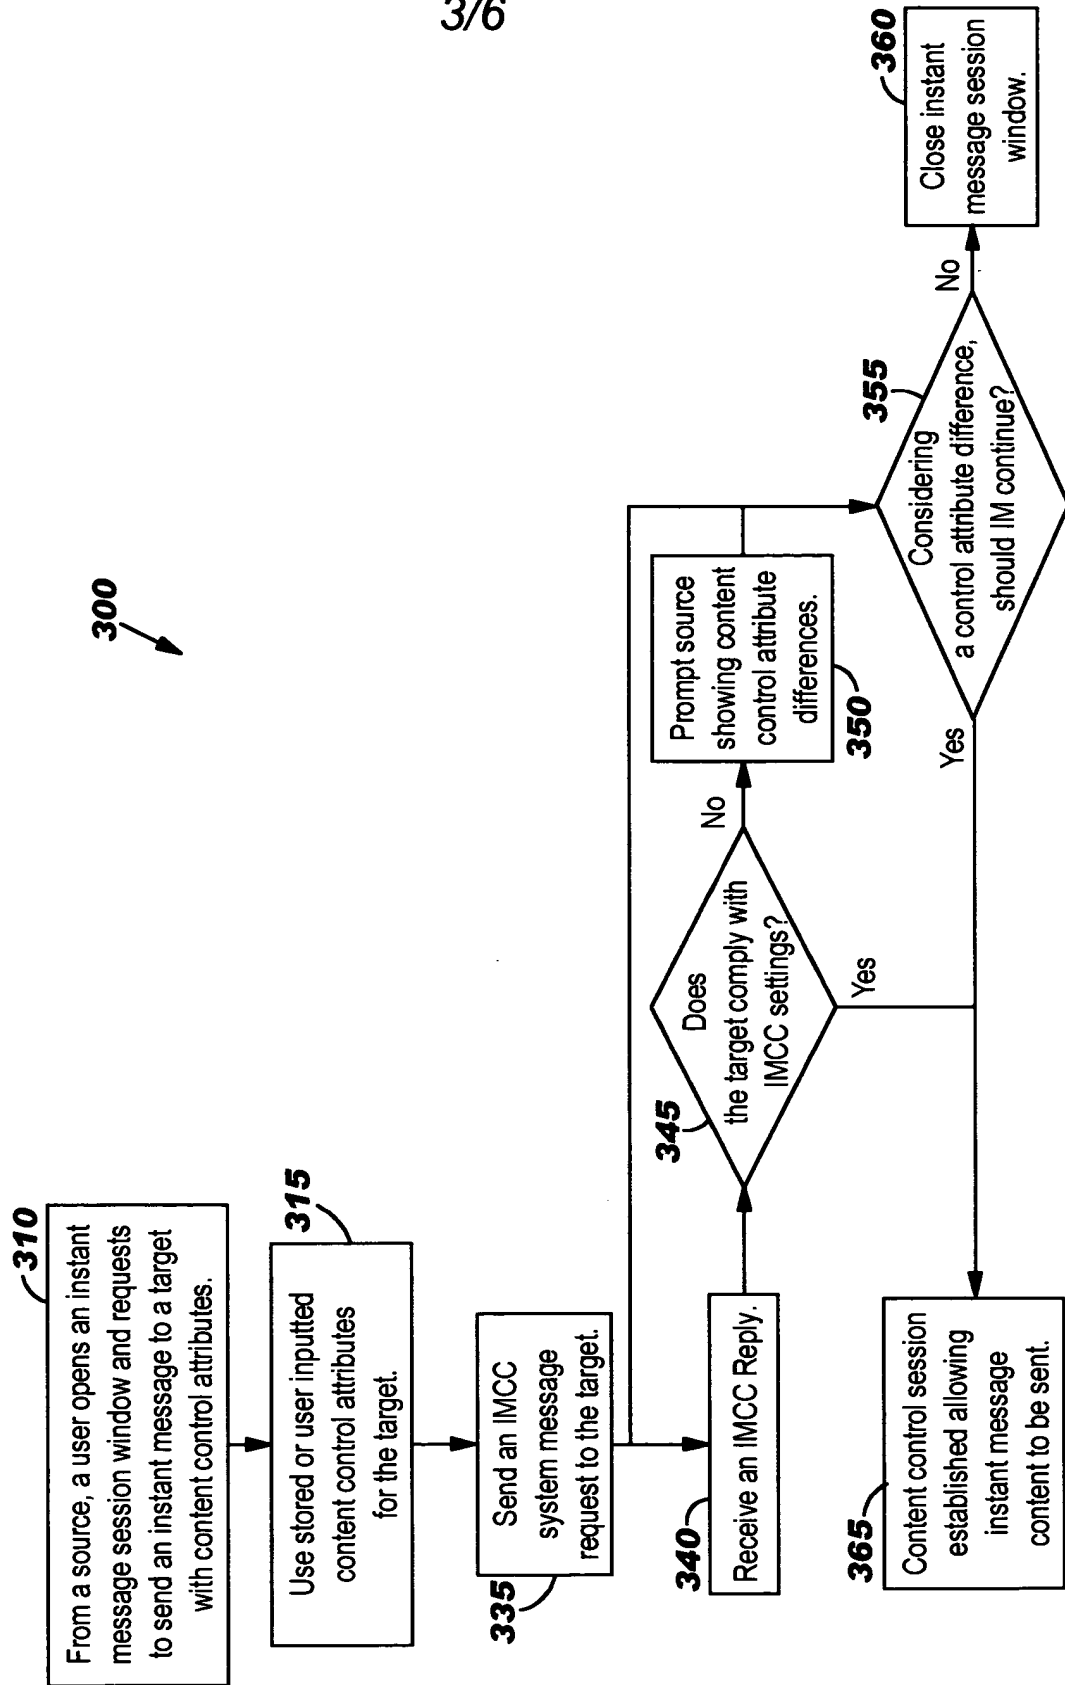 3/6
300
310
From a source, a user opens an instant
message session window and requests
to send an instant message to a target
with content control attributes.
315
Use stored or user inputted
content control attributes
for the target.
335
Send an IMCC
system message
request to the target.
340
Receive an IMCC Reply.
345
Does
the target comply with
IMCC settings?
No
Yes
350
Prompt source
showing content
control attribute
differences.
355
Considering
a control attribute difference,
should IM continue?
No
Yes
360
Close instant
message session
window.
365
Content control session
established allowing
instant message
content to be sent.